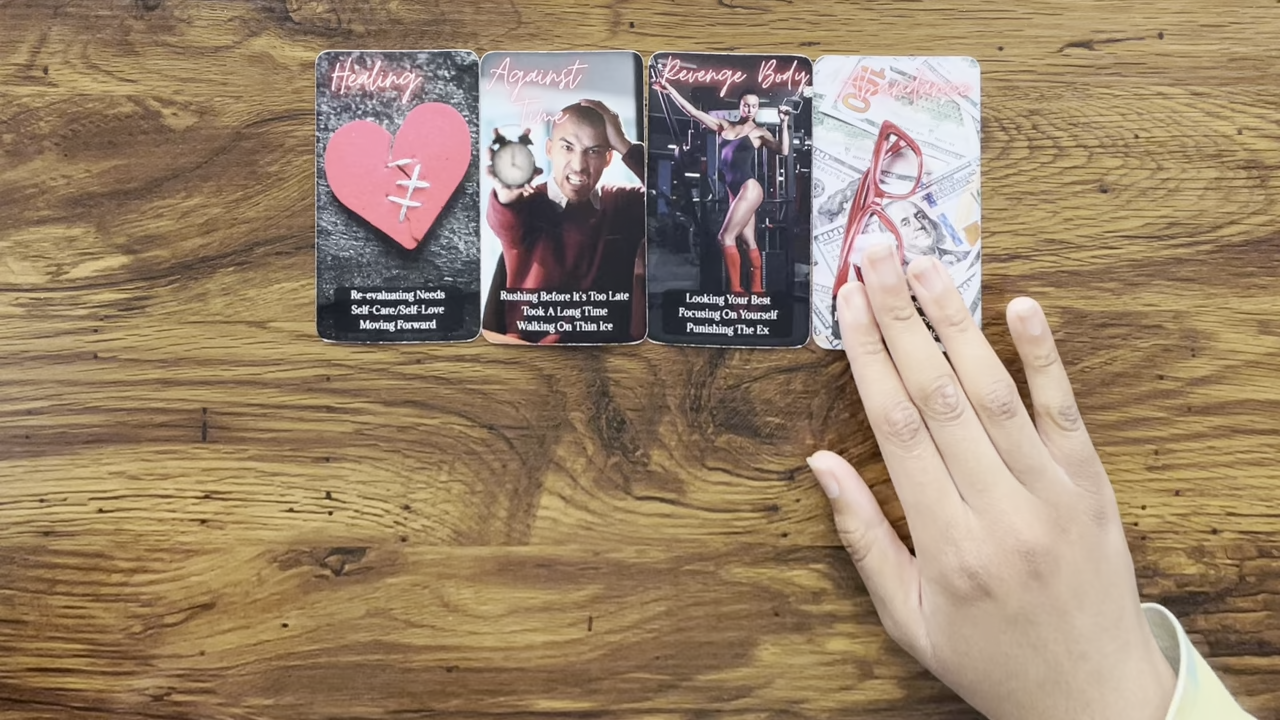 Healing
Re-evaluating Needs
Self-Care/Self-Love
Moving Forward
Against
Time
Rushing Before It's Too Late
Took A Long Time
Walking On Thin Ice
Revenge Body
Looking Your Best
Focusing On Yourself
Punishing The Ex
Abundance